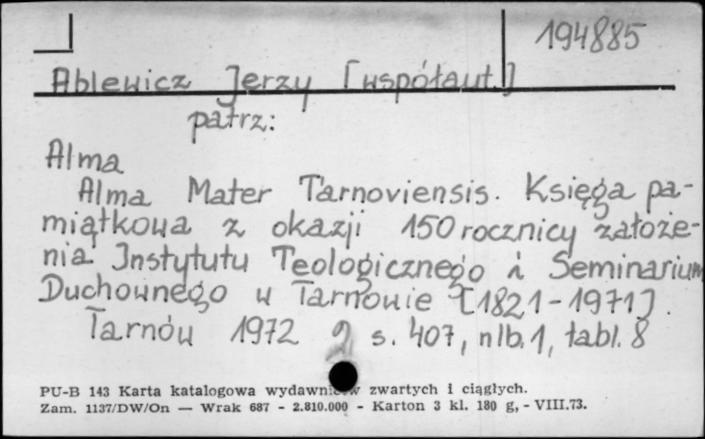 194885
Ablewicz Jerzy [współaut.]
patrz:
Alma
Alma Mater Tarnoviensis. Księga pa-
miątkowa z okazji 150 rocznicy założe-
nia Instytutu Teologicznego i Seminarium
Duchownego w Tarnowie [1821-1971].
Tarnów 1972 s. 407, nlb. 1, tabl. 8
PU-B 143 Karta katalogowa wydawnictw zwartych i ciągłych.
Zam. 1137/DW/On — Wrak 687 - 2.810.000 - Karton 3 kl. 180 g, - VIII.73.